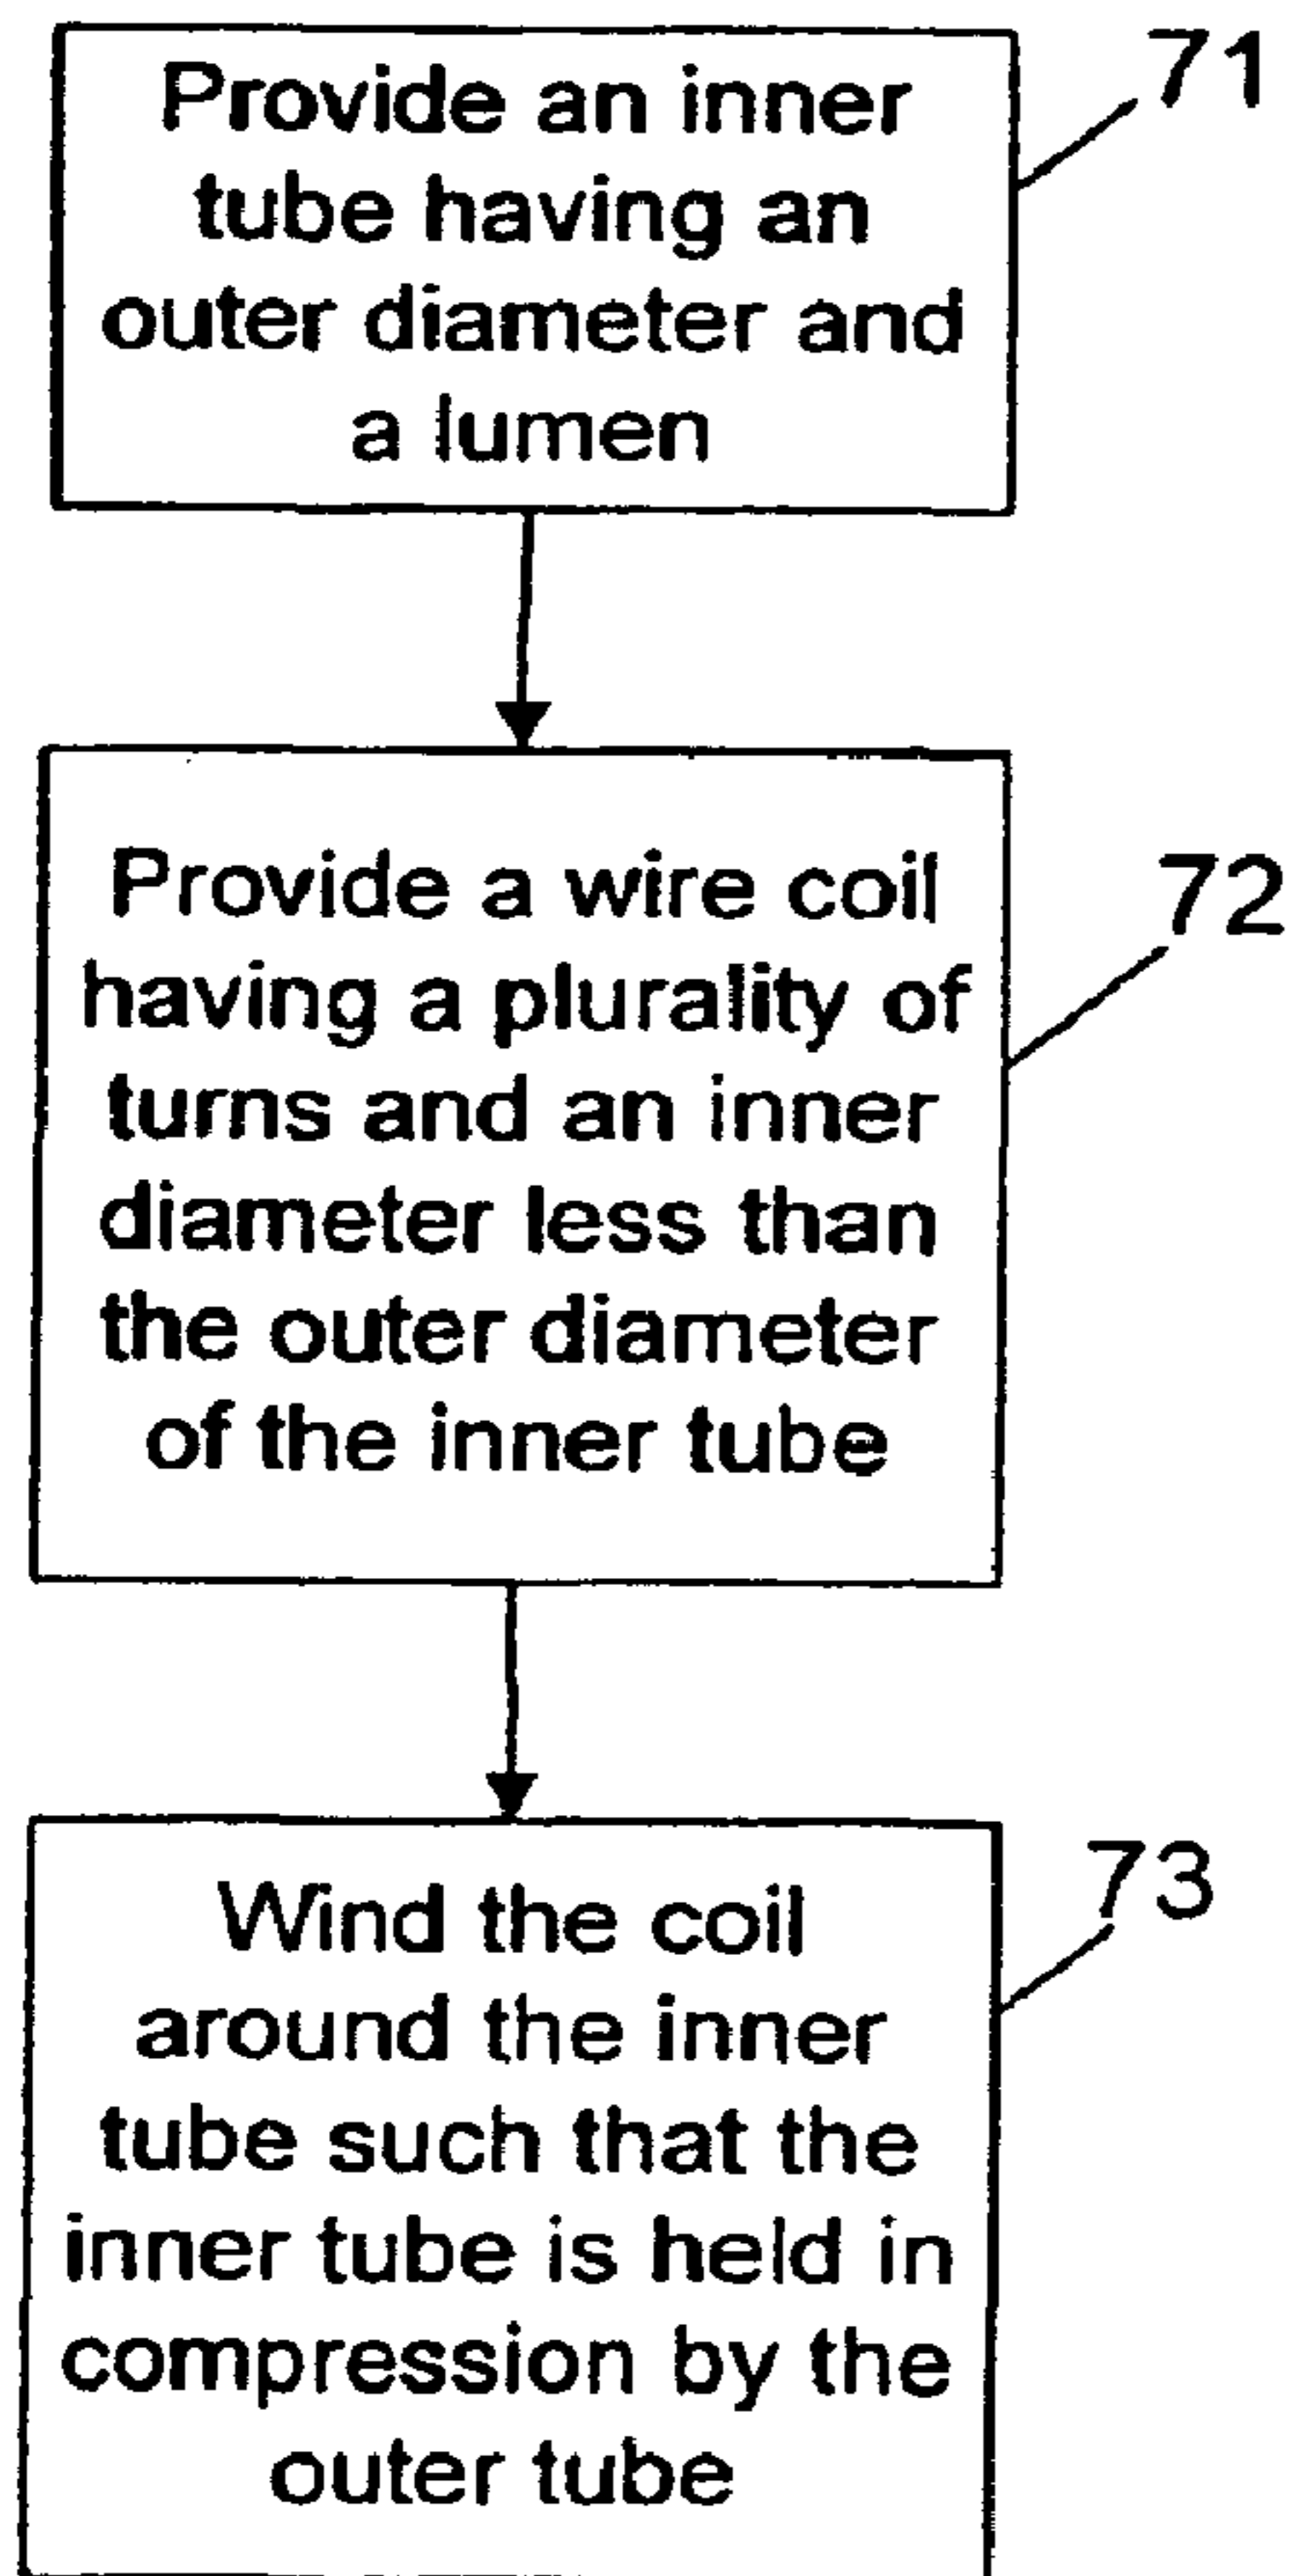 Provide an inner
tube having an
outer diameter and
a lumen
71
Provide a wire coil
having a plurality of
turns and an inner
diameter less than
the outer diameter
of the inner tube
72
Wind the coil
around the inner
tube such that the
inner tube is held in
compression by the
outer tube
73